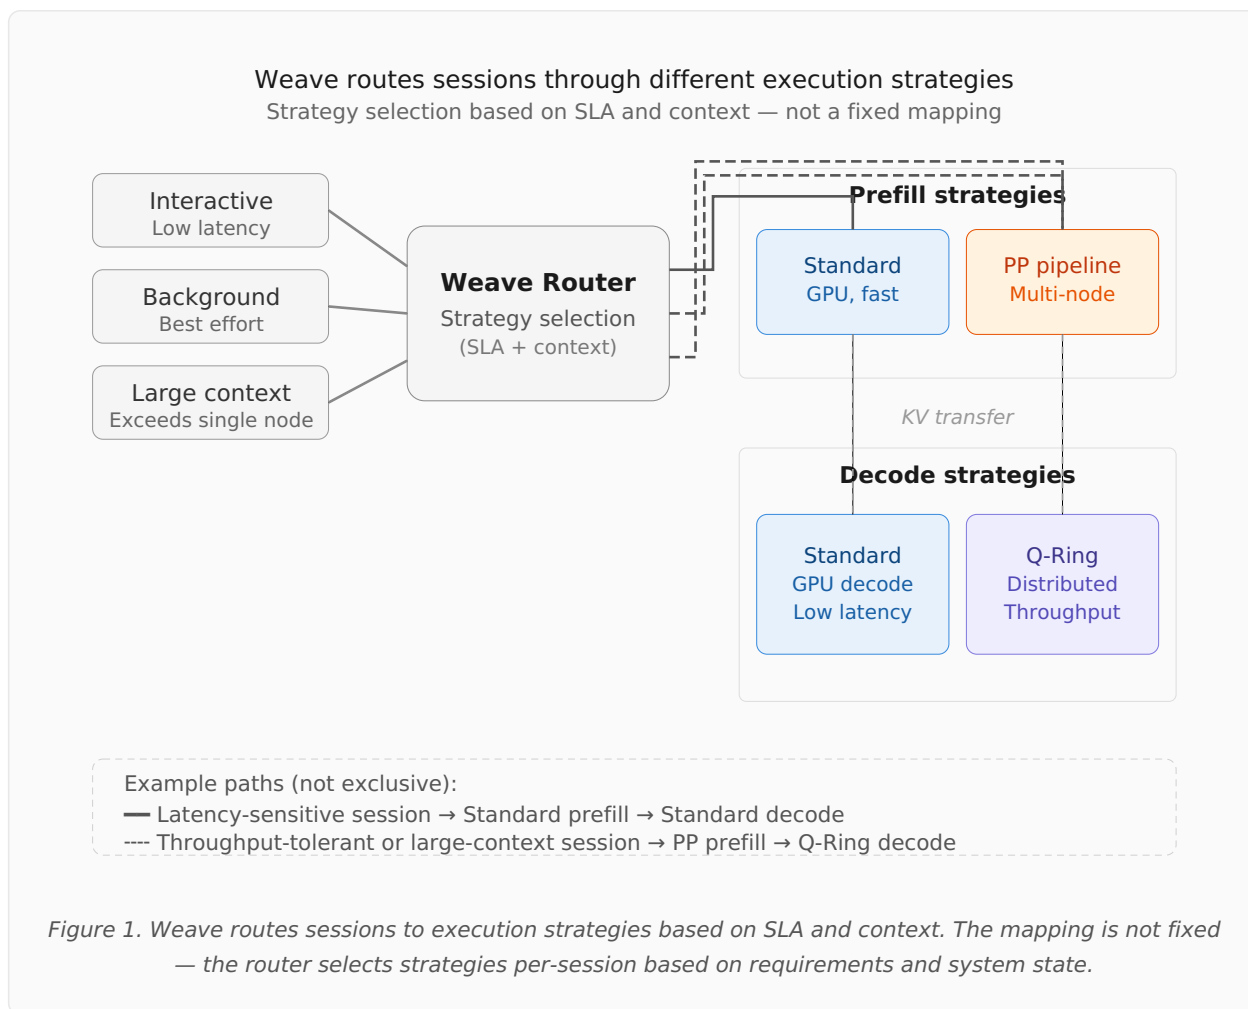 Weave routes sessions through different execution strategies
Strategy selection based on SLA and context — not a fixed mapping
Interactive
Low latency
Background
Best effort
Large context
Exceeds single node
Weave Router
Strategy selection
(SLA + context)
Prefill strategies
Standard
GPU, fast
PP pipeline
Multi-node
KV transfer
Decode strategies
Standard
GPU decode
Low latency
Q-Ring
Distributed
Throughput
Example paths (not exclusive):
━━ Latency-sensitive session → Standard prefill → Standard decode
---- Throughput-tolerant or large-context session → PP prefill → Q-Ring decode
Figure 1. Weave routes sessions to execution strategies based on SLA and context. The mapping is not fixed
— the router selects strategies per-session based on requirements and system state.